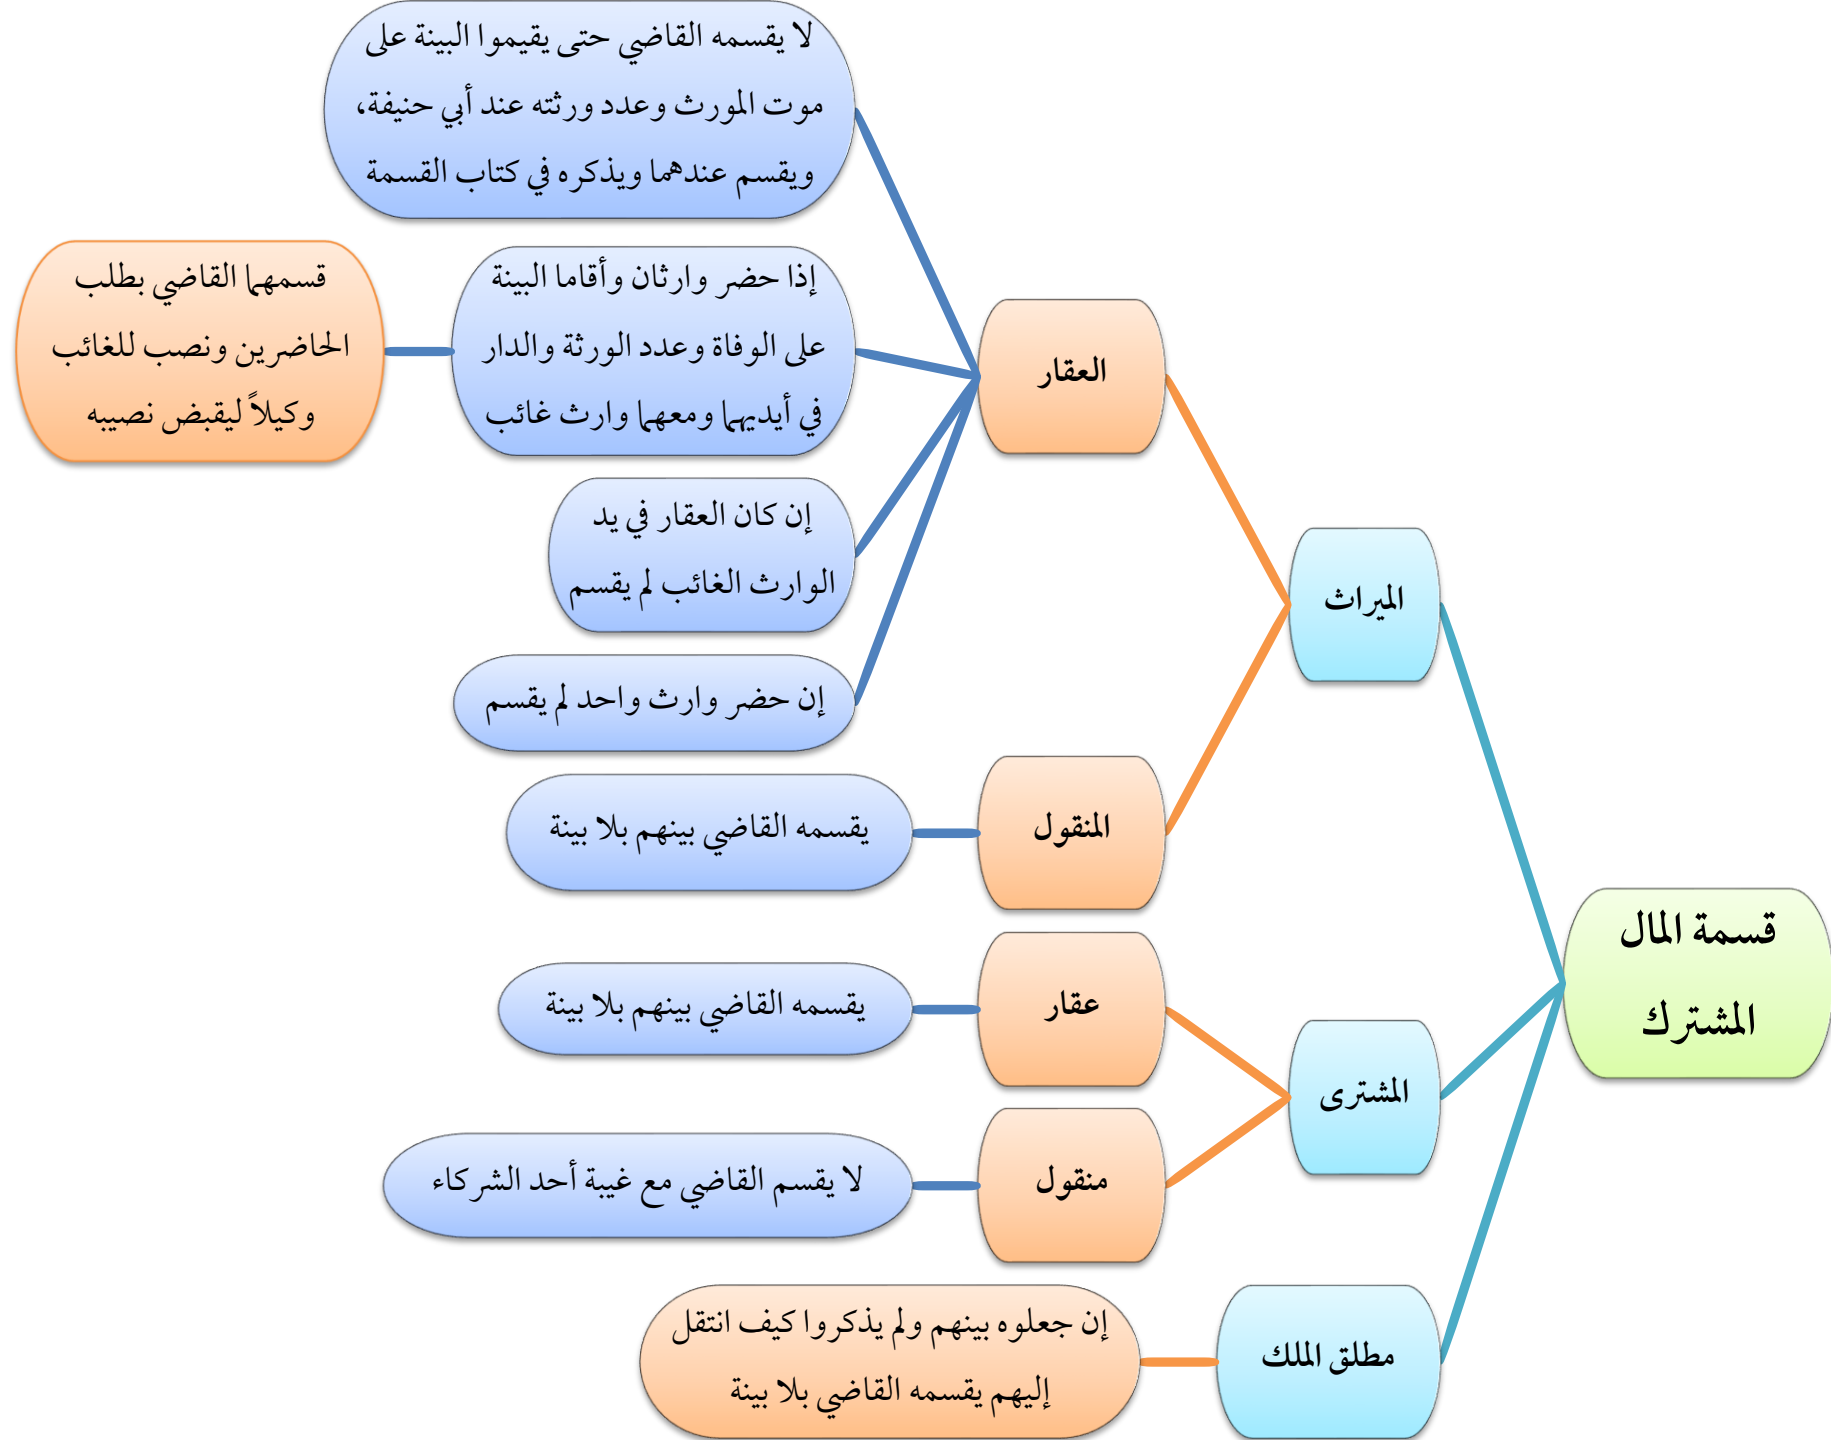 قسمة المال
المشترك
الميراث
العقار
لا يقسمه القاضي حتى يقيموا البينة على
موت المورث وعدد ورثته عند أبي حنيفة،
ويقسم عندهما ويذكره في كتاب القسمة
إذا حضر وارثان وأقاما البينة
على الوفاة وعدد الورثة والدار
في أيديهما ومعهما وارث غائب
قسمهما القاضي بطلب
الحاضرين ونصب للغائب
وكيلاً ليقبض نصيبه
إن كان العقار في يد
الوارث الغائب لم يقسم
إن حضر وارث واحد لم يقسم
المنقول
يقسمه القاضي بينهم بلا بينة
المشترى
عقار
يقسمه القاضي بينهم بلا بينة
منقول
لا يقسم القاضي مع غيبة أحد الشركاء
مطلق الملك
إن جعلوه بينهم ولم يذكروا كيف انتقل
إليهم يقسمه القاضي بلا بينة